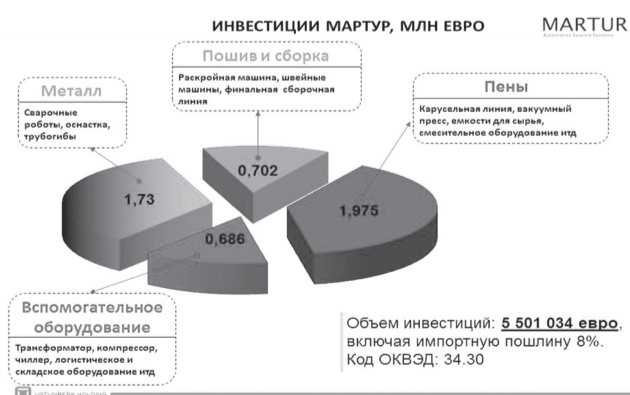 ИНВЕСТИЦИИ МАРТУР, МЛН ЕВРО
MARTUR
Automotive Seating Systems
Пошив и сборка
Раскройная машина, швейные
машины, финальная сборочная
линия
Металл
Сварочные
роботы, оснастка,
трубогибы
Пены
Карусельная линия, вакуумный
пресс, емкости для сырья,
смесительное оборудование итд
0,702
1,73
1,975
0,686
Вспомогательное
оборудование
Трансформатор, компрессор,
чиллер, логистическое и
складское оборудование итд
Объем инвестиций: 5 501 034 евро,
включая импортную пошлину 8%.
Код ОКВЭД: 34.30